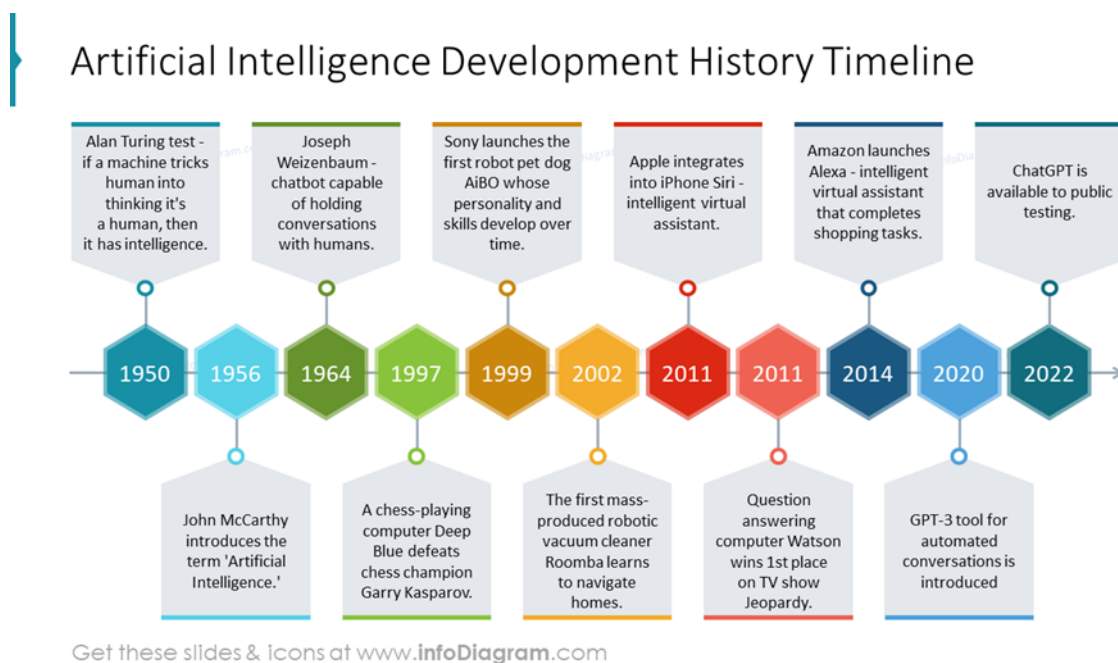 Artificial Intelligence Development History Timeline
Alan Turing test -
if a machine tricks
human into
thinking it's
a human, then
it has intelligence.
Joseph
Weizenbaum -
chatbot capable
of holding
conversations
with humans.
Sony launches the
first robot pet dog
AiBO whose
personality and
skills develop over
time.
Apple integrates
into iPhone Siri -
intelligent virtual
assistant.
Amazon launches
Alexa - intelligent
virtual assistant
that completes
shopping tasks.
ChatGPT is
available to public
testing.
1950
1956
1964
1997
1999
2002
2011
2011
2014
2020
2022
John McCarthy
introduces the
term 'Artificial
Intelligence.'
A chess-playing
computer Deep
Blue defeats
chess champion
Garry Kasparov.
The first mass-
produced robotic
vacuum cleaner
Roomba learns
to navigate
homes.
Question
answering
computer Watson
wins 1st place
on TV show
Jeopardy.
GPT-3 tool for
automated
conversations is
introduced
Get these slides & icons at www.infoDiagram.com